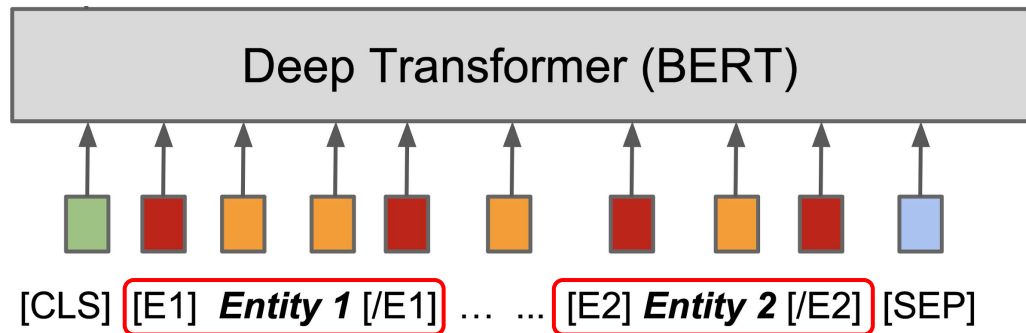 Deep Transformer (BERT)
[CLS] [E1] Entity 1 [/E1] … ... [E2] Entity 2 [/E2] [SEP]